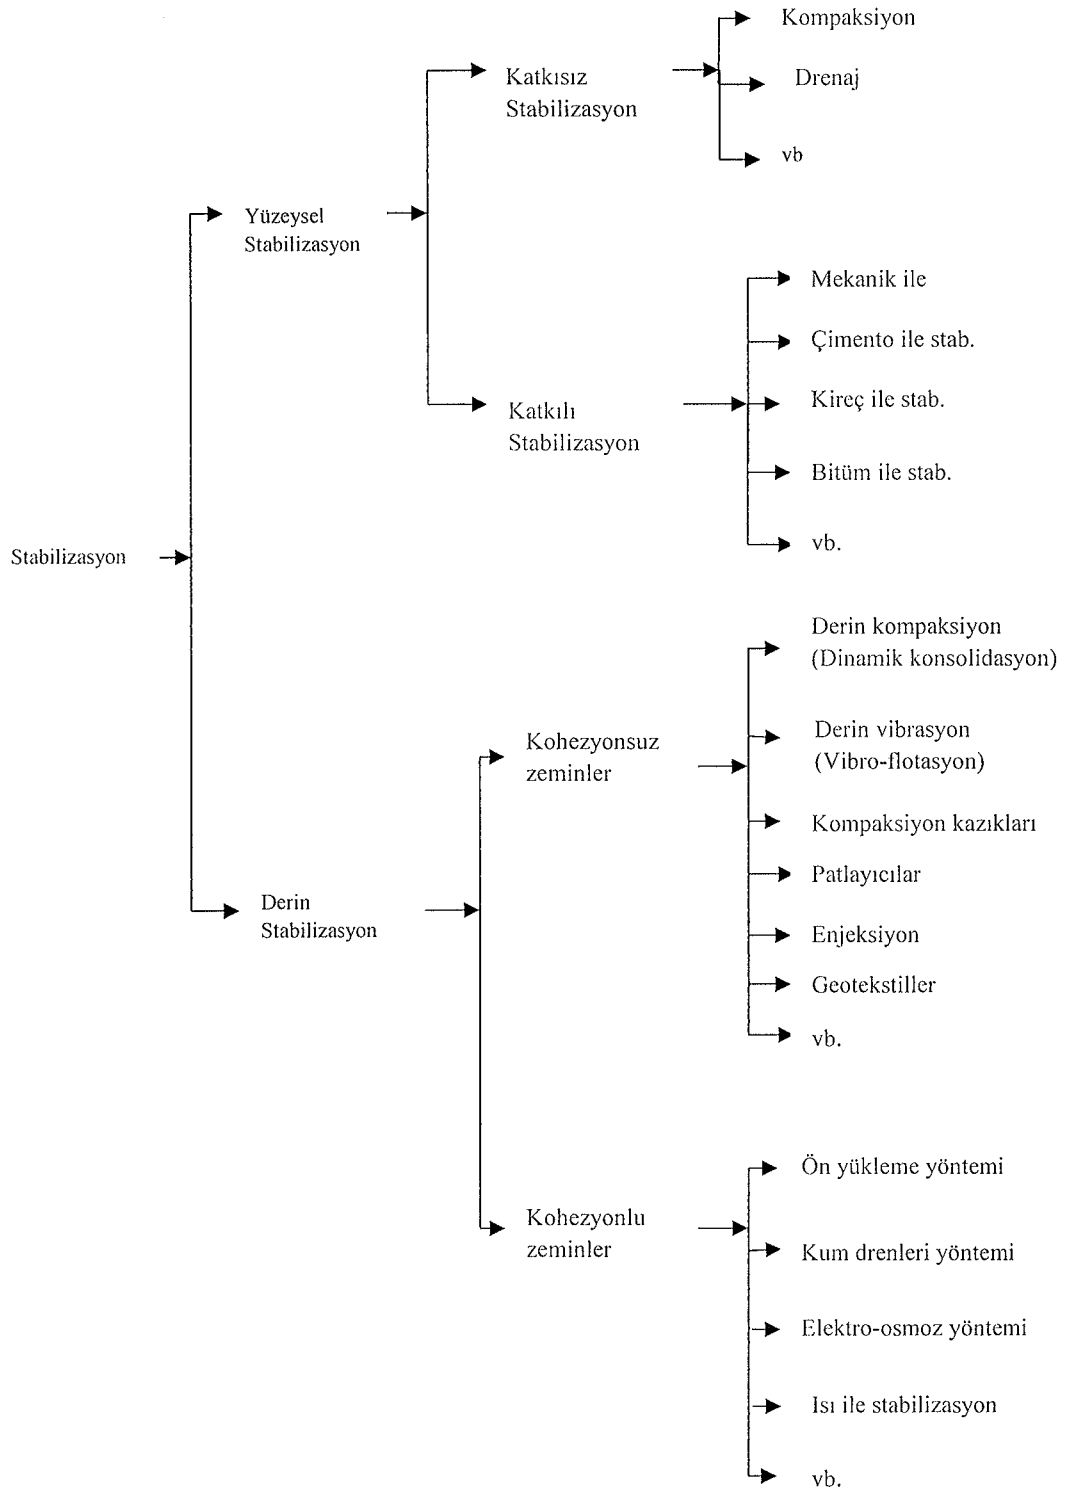 Kompaksiyon
Katkısız
Stabilizasyon
Drenaj
vb
Yüzeysel
Stabilizasyon
Mekanik ile
Çimento ile stab.
Kireç ile stab.
Katkılı
Stabilizasyon
Bitüm ile stab.
vb.
Stabilizasyon
Derin kompaksiyon
(Dinamik konsolidasyon)
Kohezyonsuz
zeminler
Derin vibrasyon
(Vibro-flotasyon)
Kompaksiyon kazıkları
Patlayıcılar
Derin
Stabilizasyon
Enjeksiyon
Geotekstiller
vb.
Ön yükleme yöntemi
Kohezyonlu
zeminler
Kum drenleri yöntemi
Elektro-osmoz yöntemi
Isı ile stabilizasyon
vb.